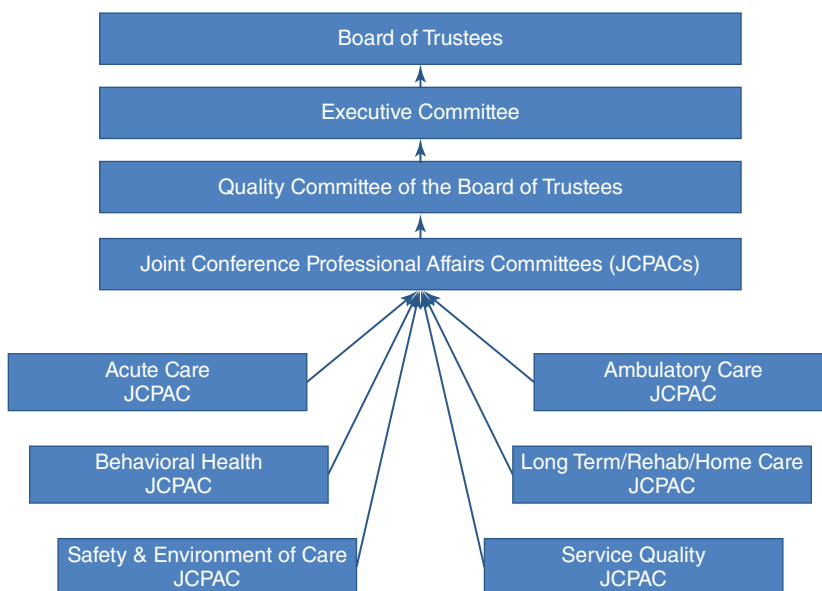 Board of Trustees
Executive Committee
Quality Committee of the Board of Trustees
Joint Conference Professional Affairs Committees (JCPACs)
Acute Care
JCPAC
Ambulatory Care
JCPAC
Behavioral Health
JCPAC
Long Term/Rehab/Home Care
JCPAC
Safety & Environment of Care
JCPAC
Service Quality
JCPAC